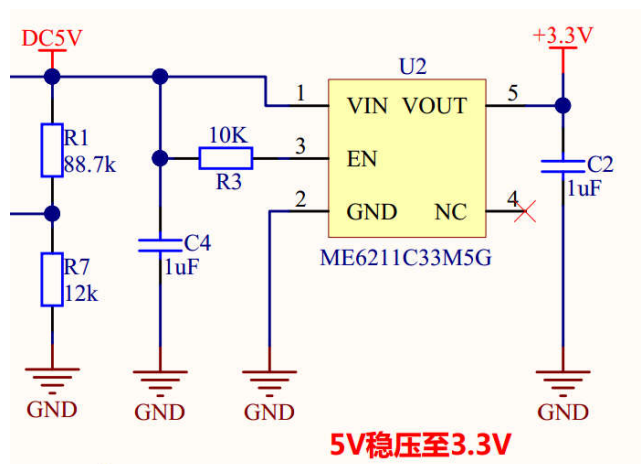 DC5V
+3.3V
U2
1 VIN VOUT 5
R1
88.7k
10K
R3
3 EN
2 GND NC 4
C2
1uF
C4
1uF
R7
12k
ME6211C33M5G
GND GND GND GND
5V稳压至3.3V